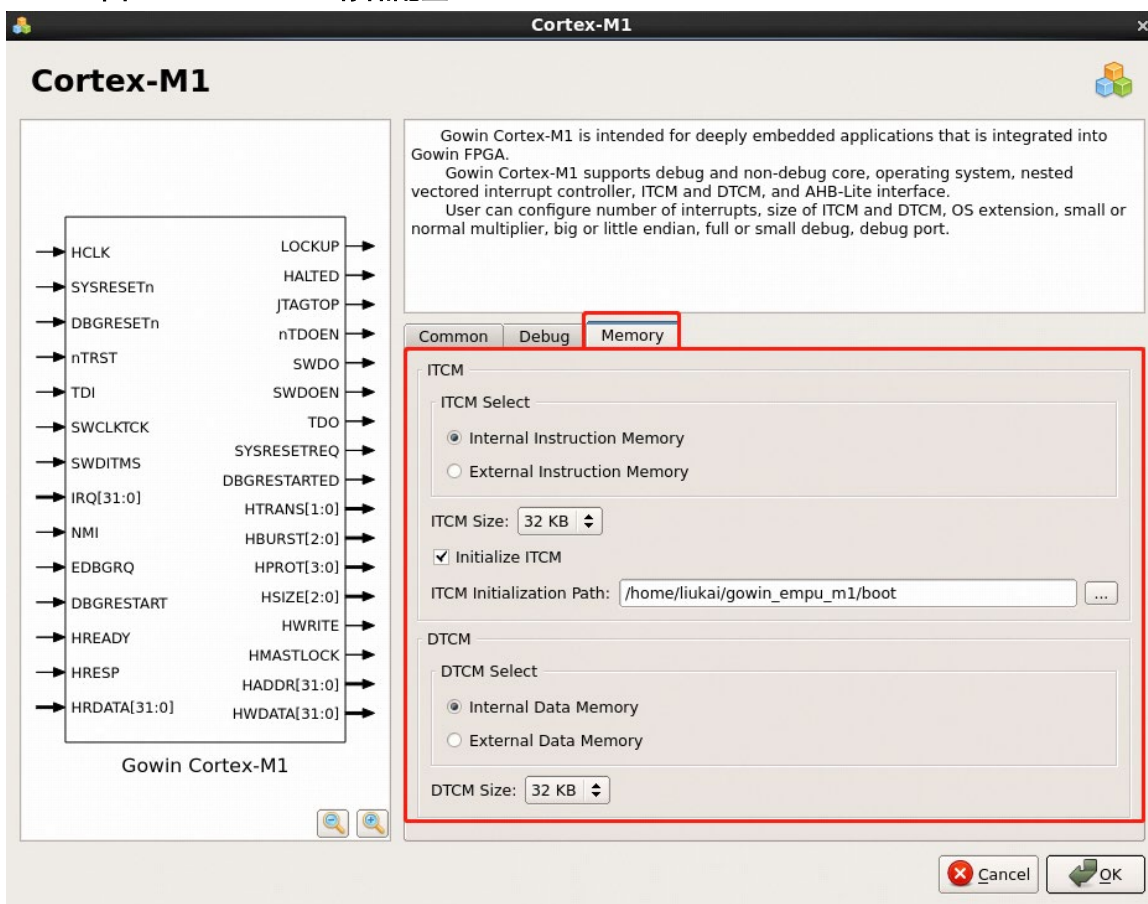 Cortex-M1
Cortex-M1
Gowin Cortex-M1 is intended for deeply embedded applications that is integrated into
Gowin FPGA.
Gowin Cortex-M1 supports debug and non-debug core, operating system, nested
vectored interrupt controller, ITCM and DTCM, and AHB-Lite interface.
User can configure number of interrupts, size of ITCM and DTCM, OS extension, small or
normal multiplier, big or little endian, full or small debug, debug port.
HCLK
SYSRESETn
DBGRESETn
nTRST
TDI
SWCLKTCK
SWDITMS
IRQ[31:0]
NMI
EDBGRQ
DBGRESTART
HREADY
HRESP
HRDATA[31:0]
LOCKUP
HALTED
JTAGTOP
nTDOEN
SWDO
SWDOEN
TDO
SYSRESETREQ
DBGRESTARTED
HTRANS[1:0]
HBURST[2:0]
HPROT[3:0]
HSIZE[2:0]
HWRITE
HMASTLOCK
HADDR[31:0]
HWDATA[31:0]
Gowin Cortex-M1
Common Debug Memory
ITCM
ITCM Select
Internal Instruction Memory
External Instruction Memory
ITCM Size: 32 KB
Initialize ITCM
ITCM Initialization Path: /home/liukai/gowin_empu_m1/boot ...
DTCM
DTCM Select
Internal Data Memory
External Data Memory
DTCM Size: 32 KB
Cancel OK